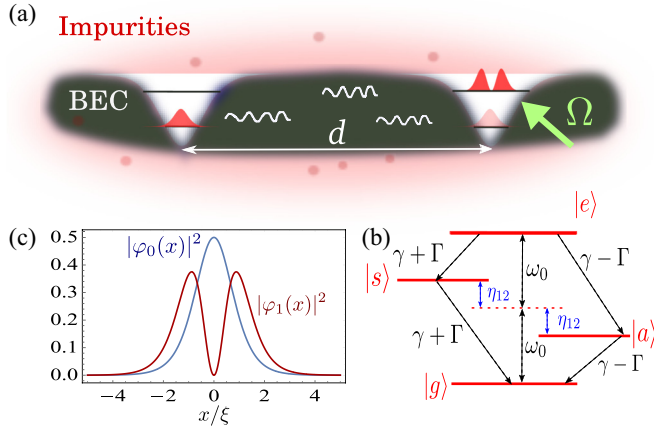 (a)
Impurities
BEC
d
Ω
(c)
0.5
0.4
0.3
0.2
0.1
0.0
|φ₀(x)|²
|φ₁(x)|²
−4 −2 0 2 4
x/ξ
(b)
|e⟩
γ+Γ γ−Γ
|s⟩
η₁₂
ω₀
η₁₂
|a⟩
γ+Γ
ω₀
γ−Γ
|g⟩